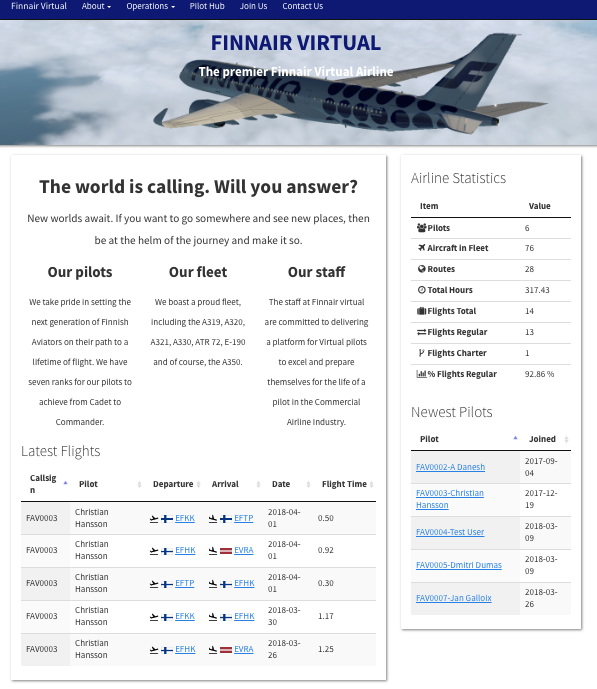 Finnair Virtual About Operations Pilot Hub Join Us Contact Us
FINNAIR VIRTUAL
The premier Finnair Virtual Airline
The world is calling. Will you answer?
New worlds await. If you want to go somewhere and see new places, then
be at the helm of the journey and make it so.
Our pilots
We take pride in setting the
next generation of Finnish
Aviators on their path to a
lifetime of flight. We have
seven ranks for our pilots to
achieve from Cadet to
Commander.
Our fleet
We boast a proud fleet,
including the A319, A320,
A321, A330, ATR 72, E-190
and of course, the A350.
Our staff
The staff at Finnair virtual
are committed to delivering
a platform for Virtual pilots
to excel and prepare
themselves for the life of a
pilot in the Commercial
Airline Industry.
Latest Flights
Callsig
n Pilot Departure Arrival Date Flight Time
FAV0003 Christian
Hansson EFKK EFTP 2018-04-
01 0.50
FAV0003 Christian
Hansson EFHK EVRA 2018-04-
01 0.92
FAV0003 Christian
Hansson EFTP EFHK 2018-04-
01 0.30
FAV0003 Christian
Hansson EFKK EFHK 2018-03-
30 1.17
FAV0003 Christian
Hansson EFHK EVRA 2018-03-
26 1.25
Airline Statistics
Item Value
Pilots 6
Aircraft in Fleet 76
Routes 28
Total Hours 317.43
Flights Total 14
Flights Regular 13
Flights Charter 1
% Flights Regular 92.86 %
Newest Pilots
Pilot Joined
FAV0002-A Danesh 2017-09-
04
FAV0003-Christian
Hansson 2017-12-
19
FAV0004-Test User 2018-03-
09
FAV0005-Dmitri Dumas 2018-03-
09
FAV0007-Jan Galloix 2018-03-
26